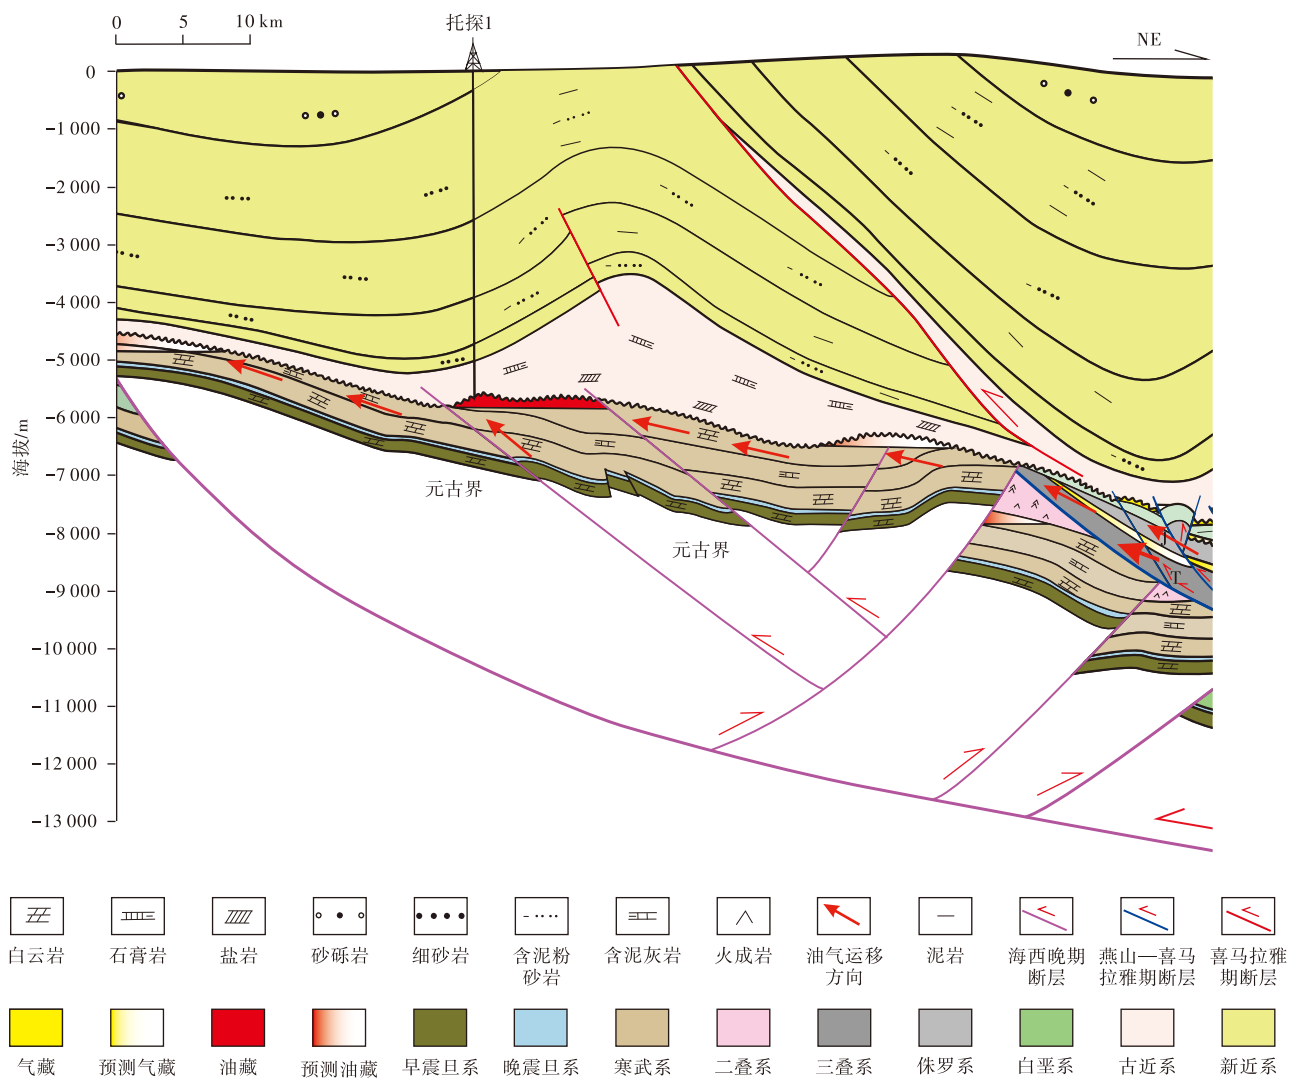 0 5 10 km
托探1
NE
0
−1 000
−2 000
−3 000
−4 000
−5 000
−6 000
−7 000
−8 000
−9 000
−10 000
−11 000
−12 000
−13 000
海拔/m
元古界
元古界
J
T
白云岩 石膏岩 盐岩 砂砾岩 细砂岩 含泥粉 含泥灰岩 火成岩 油气运移 泥岩 海西晚期 燕山—喜马 喜马拉雅
砂岩 方向 断层 拉雅期断层 期断层
气藏 预测气藏 油藏 预测油藏 早震旦系 晚震旦系 寒武系 二叠系 三叠系 侏罗系 白垩系 古近系 新近系